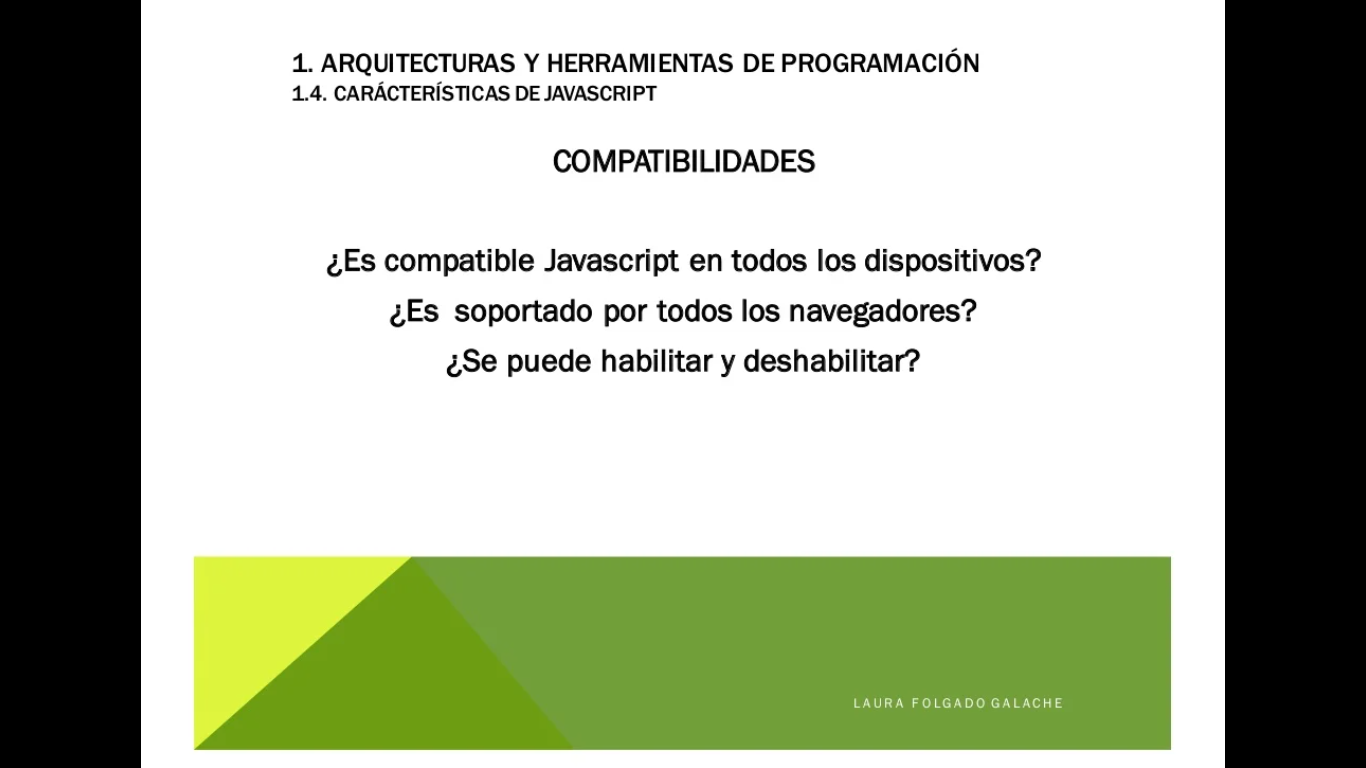 1. ARQUITECTURAS Y HERRAMIENTAS DE PROGRAMACIÓN
1.4. CARÁCTERÍSTICAS DE JAVASCRIPT
COMPATIBILIDADES
¿Es compatible Javascript en todos los dispositivos?
¿Es soportado por todos los navegadores?
¿Se puede habilitar y deshabilitar?
LAURA FOLGADO GALACHE